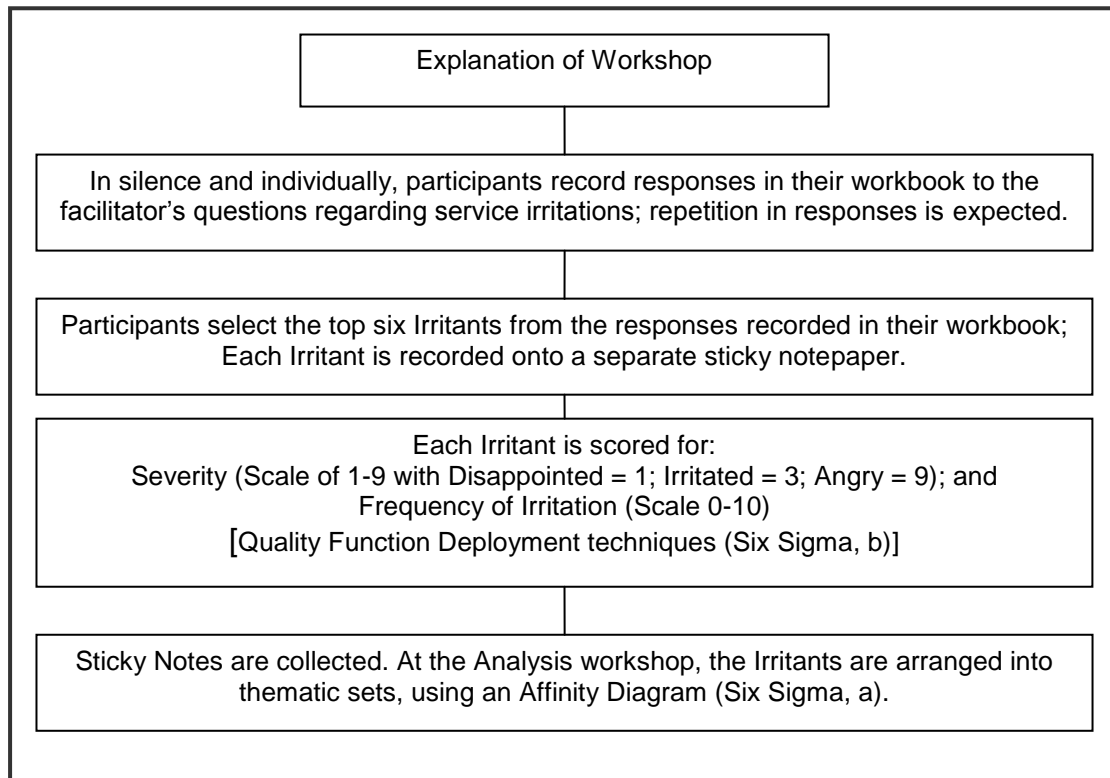 Explanation of Workshop
In silence and individually, participants record responses in their workbook to the
facilitator’s questions regarding service irritations; repetition in responses is expected.
Participants select the top six Irritants from the responses recorded in their workbook;
Each Irritant is recorded onto a separate sticky notepaper.
Each Irritant is scored for:
Severity (Scale of 1-9 with Disappointed = 1; Irritated = 3; Angry = 9); and
Frequency of Irritation (Scale 0-10)
[Quality Function Deployment techniques (Six Sigma, b)]
Sticky Notes are collected. At the Analysis workshop, the Irritants are arranged into
thematic sets, using an Affinity Diagram (Six Sigma, a).